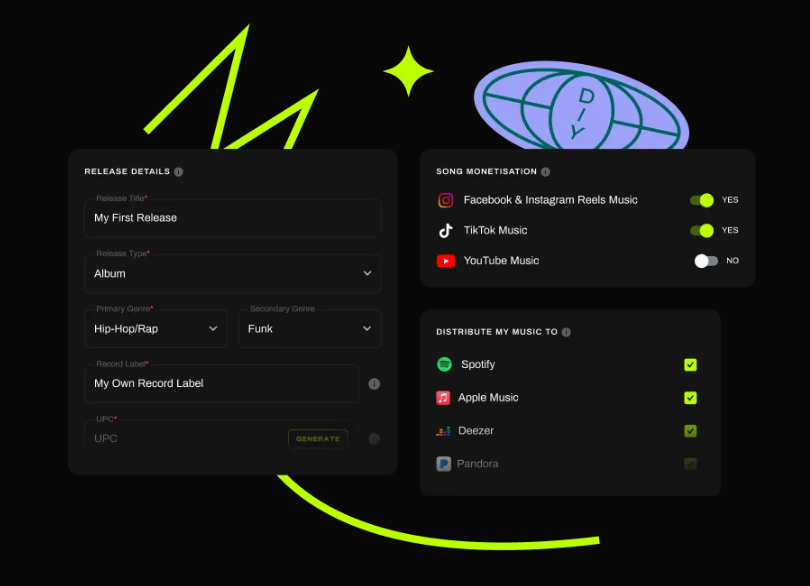 DIY
RELEASE DETAILS
Release Title*
My First Release
Release Type*
Album
Primary Genre*
Secondary Genre
Hip-Hop/Rap
Funk
Record Label*
My Own Record Label
UPC*
UPC
GENERATE
SONG MONETISATION
Facebook & Instagram Reels Music
YES
TikTok Music
YES
YouTube Music
NO
DISTRIBUTE MY MUSIC TO
Spotify
Apple Music
Deezer
Pandora